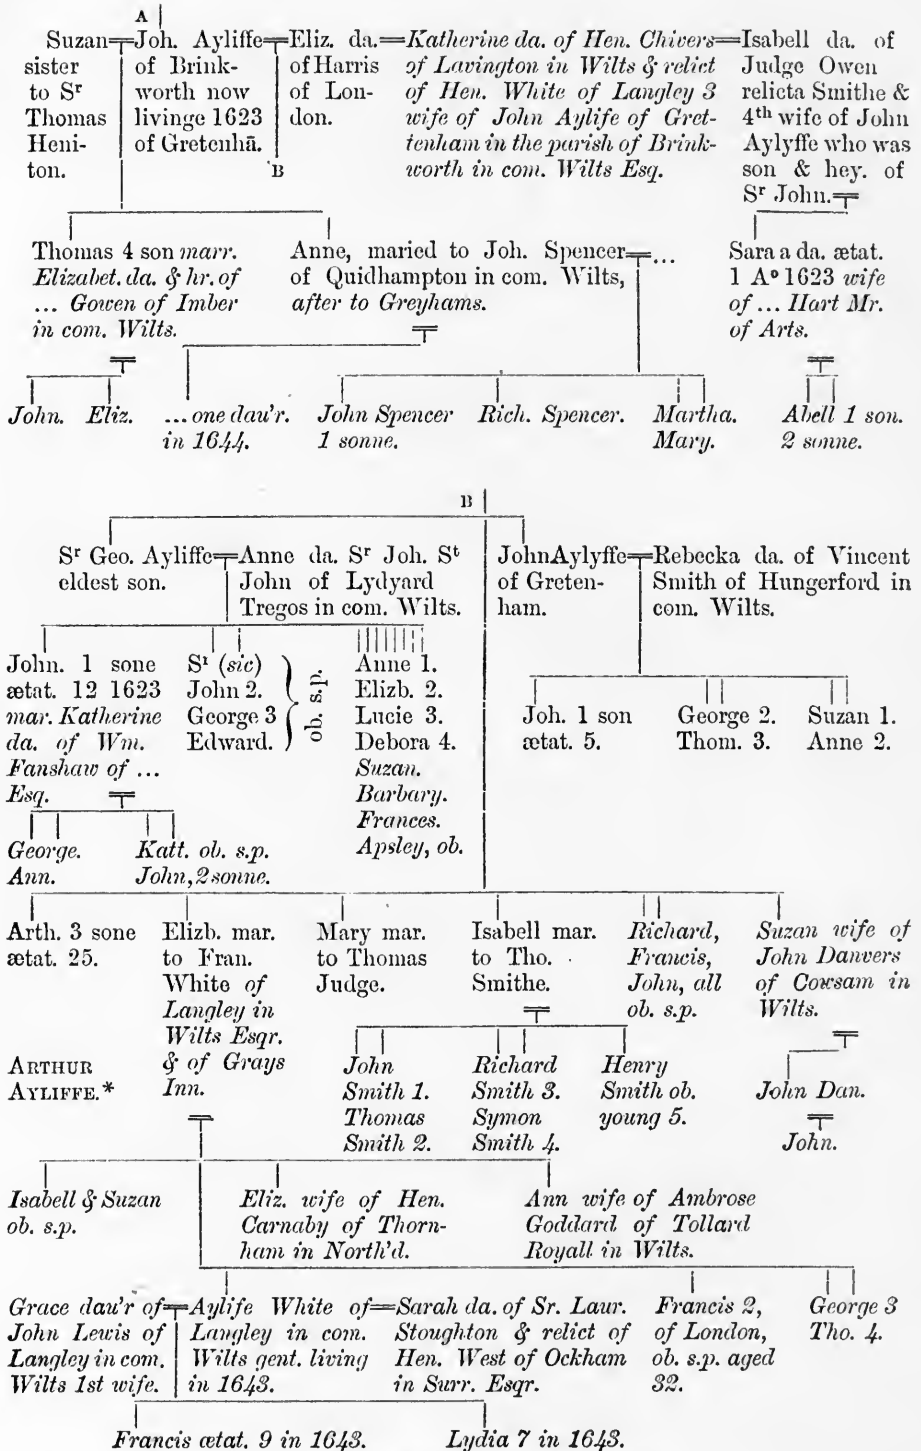 A
Suzan=Joh. Ayliffe=Eliz. da.=Katherine da. of Hen. Chivers=Isabell da. of
sister of Brink- of Harris of Lavington in Wilts & relict Judge Owen
to Sr worth now of Lon- of Hen. White of Langley 3 relicta Smithe &
Thomas livinge 1623 don. wife of John Aylife of Gret- 4th wife of John
Heni- of Gretenhā. tenham in the parish of Brink- Aylyffe who was
ton. B worth in com. Wilts Esq. son & hey. of
Sr John.=
Thomas 4 son marr. Anne, maried to Joh. Spencer=... Sara a da. ætat.
Elizabet. da. & hr. of of Quidhampton in com. Wilts, 1 Ao 1623 wife
... Gowen of Imber after to Greyhams. of ... Hart Mr.
in com. Wilts. of Arts.
John. Eliz. ...one dau'r. John Spencer Rich. Spencer. Martha. Abell 1 son.
in 1644. 1 sonne. Mary. 2 sonne.
B
Sr Geo. Ayliffe=Anne da. Sr Joh. St John Aylyffe=Rebecka da. of Vincent
eldest son. John of Lydyard of Greten- Smith of Hungerford in
Tregos in com. Wilts. ham. com. Wilts.
John. 1 sone S1 (sic) Anne 1.
ætat. 12 1623 John 2. Elizb. 2.
mar. Katherine George 3 ob. s.p. Lucie 3. Joh. 1 son George 2. Suzan 1.
da. of Wm. Edward. Debora 4. ætat. 5. Thom. 3. Anne 2.
Fanshaw of ... Suzan.
Esq. Barbary.
Frances.
George. Katt. ob. s.p. Apsley, ob.
Ann. John, 2 sonne.
Arth. 3 sone Elizb. mar. Mary mar. Isabell mar. Richard, Suzan wife of
ætat. 25. to Fran. to Thomas to Tho. Francis, John Danvers
White of Judge. Smithe. John, all of Cowsam in
Langley in ob. s.p. Wilts.
Wilts Esqr.
ARTHUR & of Grays John Richard Henry
AYLIFFE.* Inn. Smith 1. Smith 3. Smith ob. John Dan.
Thomas Symon young 5.
Smith 2. Smith 4. John.
Isabell & Suzan Eliz. wife of Hen. Ann wife of Ambrose
ob. s.p. Carnaby of Thorn- Goddard of Tollard
ham in North'd. Royall in Wilts.
Grace dau'r of=Aylife White of=Sarah da. of Sr. Laur. Francis 2, George 3
John Lewis of Langley in com. Stoughton & relict of of London, Tho. 4.
Langley in com. Wilts gent. living Hen. West of Ockham ob. s.p. aged
Wilts 1st wife. in 1643. in Surr. Esqr. 32.
Francis ætat. 9 in 1643. Lydia 7 in 1643.